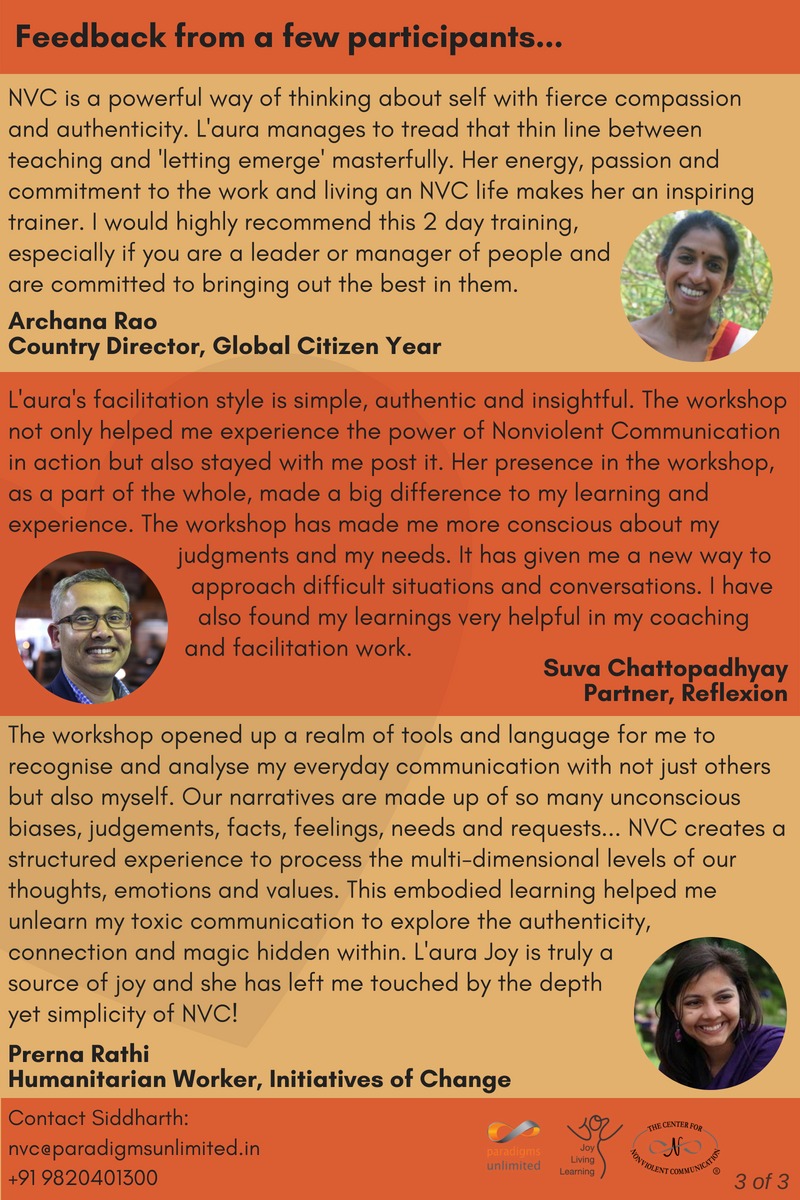 Feedback from a few participants...
NVC is a powerful way of thinking about self with fierce compassion
and authenticity. L'aura manages to tread that thin line between
teaching and 'letting emerge' masterfully. Her energy, passion and
commitment to the work and living an NVC life makes her an inspiring
trainer. I would highly recommend this 2 day training,
especially if you are a leader or manager of people and
are committed to bringing out the best in them.
Archana Rao
Country Director, Global Citizen Year
L'aura's facilitation style is simple, authentic and insightful. The workshop
not only helped me experience the power of Nonviolent Communication
in action but also stayed with me post it. Her presence in the workshop,
as a part of the whole, made a big difference to my learning and
experience. The workshop has made me more conscious about my
judgments and my needs. It has given me a new way to
approach difficult situations and conversations. I have
also found my learnings very helpful in my coaching
and facilitation work.
Suva Chattopadhyay
Partner, Reflexion
The workshop opened up a realm of tools and language for me to
recognise and analyse my everyday communication with not just others
but also myself. Our narratives are made up of so many unconscious
biases, judgements, facts, feelings, needs and requests... NVC creates a
structured experience to process the multi-dimensional levels of our
thoughts, emotions and values. This embodied learning helped me
unlearn my toxic communication to explore the authenticity,
connection and magic hidden within. L'aura Joy is truly a
source of joy and she has left me touched by the depth
yet simplicity of NVC!
Prerna Rathi
Humanitarian Worker, Initiatives of Change
Contact Siddharth:
nvc@paradigmsunlimited.in
+91 9820401300
paradigms
unlimited
Joy
Living
Learning
THE CENTER FOR
N
NONVIOLENT COMMUNICATION
®
3 of 3